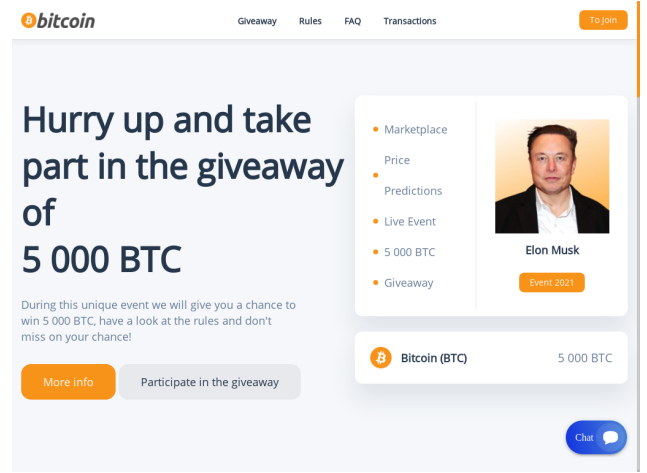 bitcoin
Giveaway Rules FAQ Transactions
To Join
Hurry up and take
part in the giveaway
of
5 000 BTC
During this unique event we will give you a chance to
win 5 000 BTC, have a look at the rules and don't
miss on your chance!
More info
Participate in the giveaway
Marketplace
Price
Predictions
Live Event
5 000 BTC
Giveaway
Elon Musk
Event 2021
Bitcoin (BTC)
5 000 BTC
Chat